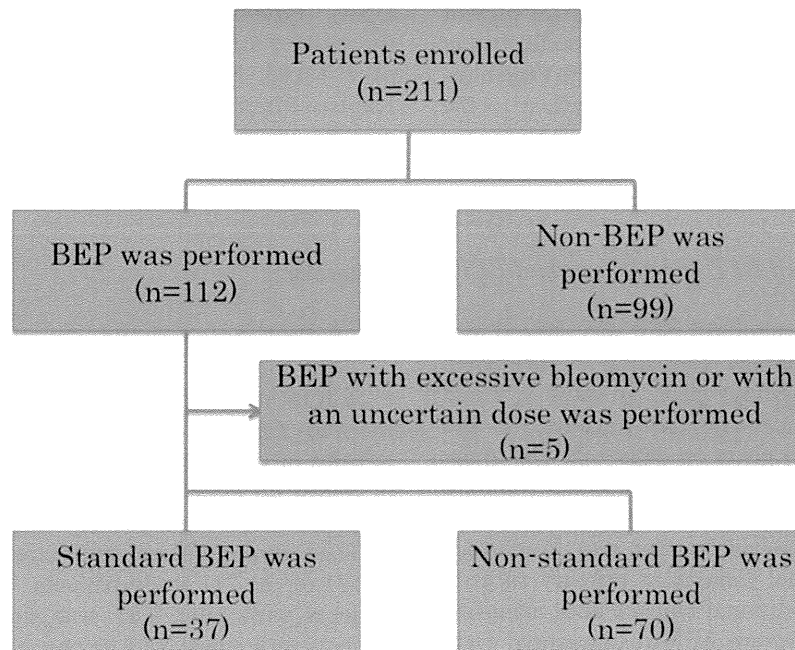 Patients enrolled
(n=211)
BEP was performed
(n=112)
Non-BEP was
performed
(n=99)
BEP with excessive bleomycin or with
an uncertain dose was performed
(n=5)
Standard BEP was
performed
(n=37)
Non-standard BEP was
performed
(n=70)